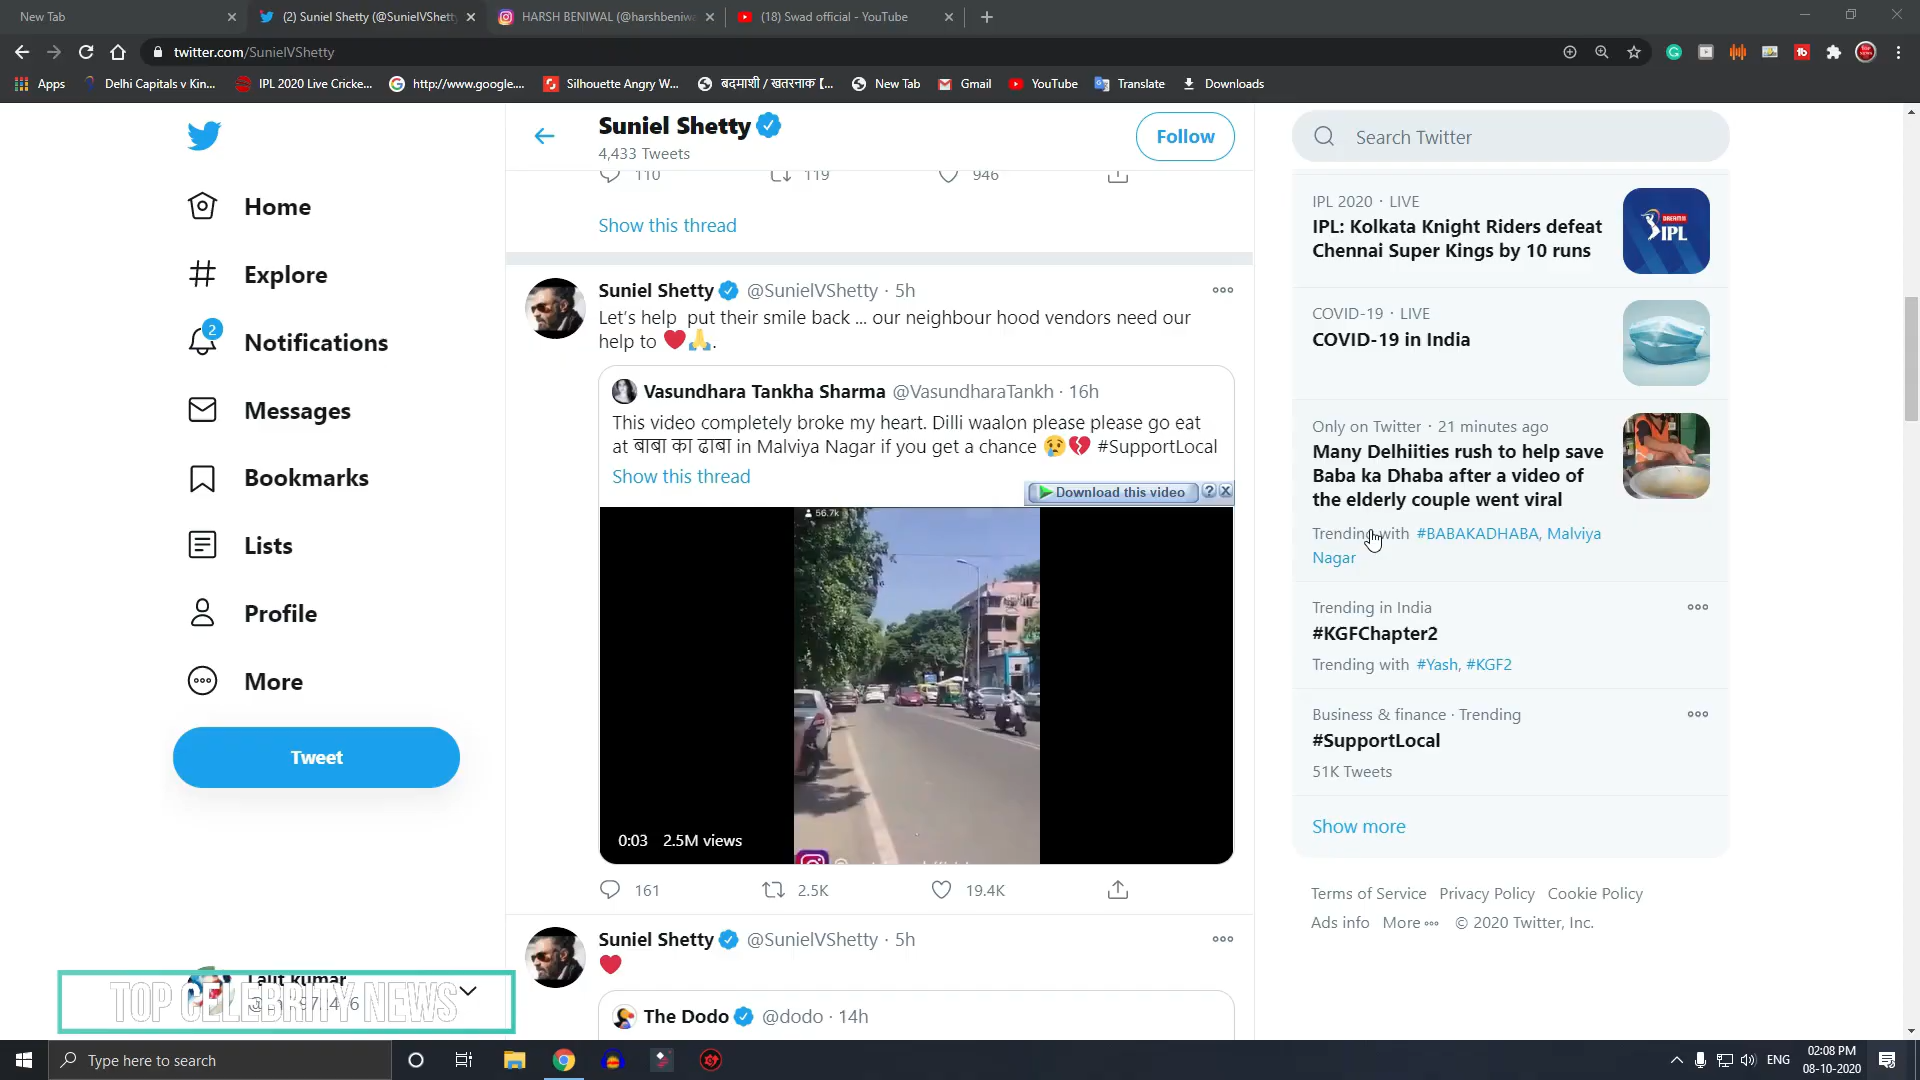 New Tab
(2) Suniel Shetty (@SunielVShetty
HARSH BENIWAL (@harshbeniwa
(18) Swad official - YouTube
twitter.com/SunielVShetty
Apps
Delhi Capitals v Kin...
IPL 2020 Live Cricke...
http://www.google....
Silhouette Angry W...
बदमाशी / खतरनाक [...
New Tab
Gmail
YouTube
Translate
Downloads
Home
Explore
2
Notifications
Messages
Bookmarks
Lists
Profile
More
Tweet
Lalit kumar
TOP CELEBRITY NEWS
Suniel Shetty
4,433 Tweets
Follow
110
119
946
Show this thread
Suniel Shetty @SunielVShetty · 5h
Let's help put their smile back ... our neighbour hood vendors need our
help to ❤️🙏.
Vasundhara Tankha Sharma @VasundharaTankh · 16h
This video completely broke my heart. Dilli waalon please please go eat
at बाबा का ढाबा in Malviya Nagar if you get a chance 😢💔 #SupportLocal
Show this thread
Download this video ? X
56.7k
0:03 2.5M views
161
2.5K
19.4K
Suniel Shetty @SunielVShetty · 5h
❤️
The Dodo @dodo · 14h
Search Twitter
IPL 2020 · LIVE
IPL: Kolkata Knight Riders defeat
Chennai Super Kings by 10 runs
DREAM11
IPL
COVID-19 · LIVE
COVID-19 in India
Only on Twitter · 21 minutes ago
Many Delhiities rush to help save
Baba ka Dhaba after a video of
the elderly couple went viral
Trending with #BABAKADHABA, Malviya
Nagar
Trending in India
#KGFChapter2
Trending with #Yash, #KGF2
Business & finance · Trending
#SupportLocal
51K Tweets
Show more
Terms of Service Privacy Policy Cookie Policy
Ads info More © 2020 Twitter, Inc.
Type here to search
ENG
02:08 PM
08-10-2020